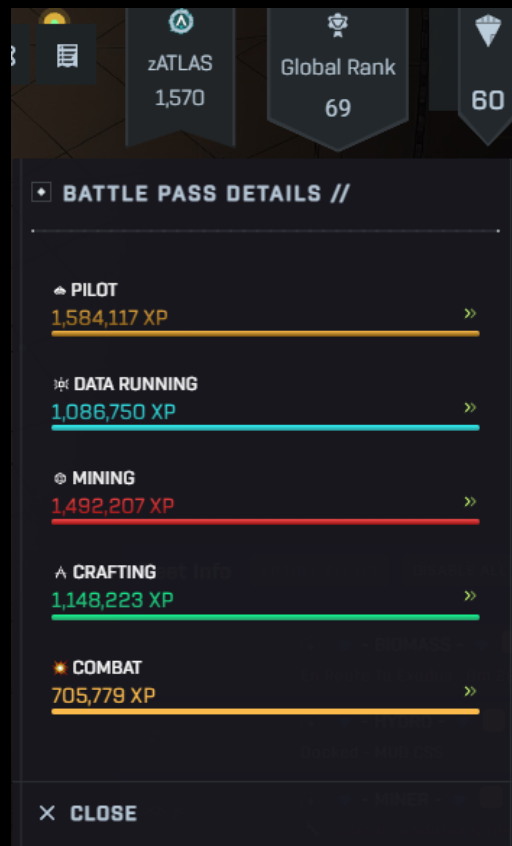 zATLAS
1,570
Global Rank
69
60
BATTLE PASS DETAILS //
PILOT
1,584,117 XP
DATA RUNNING
1,086,750 XP
MINING
1,492,207 XP
CRAFTING
1,148,223 XP
COMBAT
705,779 XP
× CLOSE